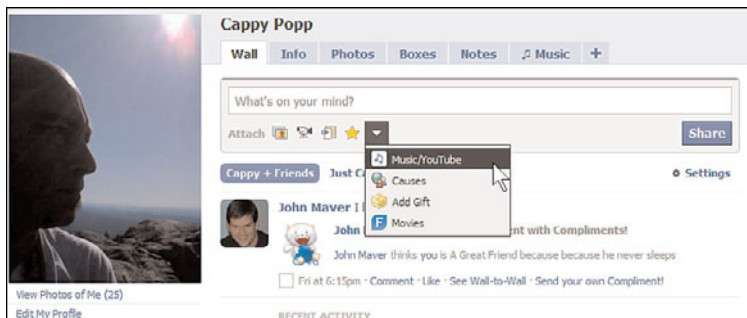 Cappy Popp
Wall Info Photos Boxes Notes Music +
What's on your mind?
Attach Share
Music/YouTube
Cappy + Friends Just Settings
Causes
Add Gift
John Maver
Movies
John with Compliments!
John Maver thinks you is A Great Friend because because he never sleeps
Fri at 6:15pm · Comment · Like · See Wall-to-Wall · Send your own Compliment!
View Photos of Me (25)
Edit My Profile
RECENT ACTIVITY